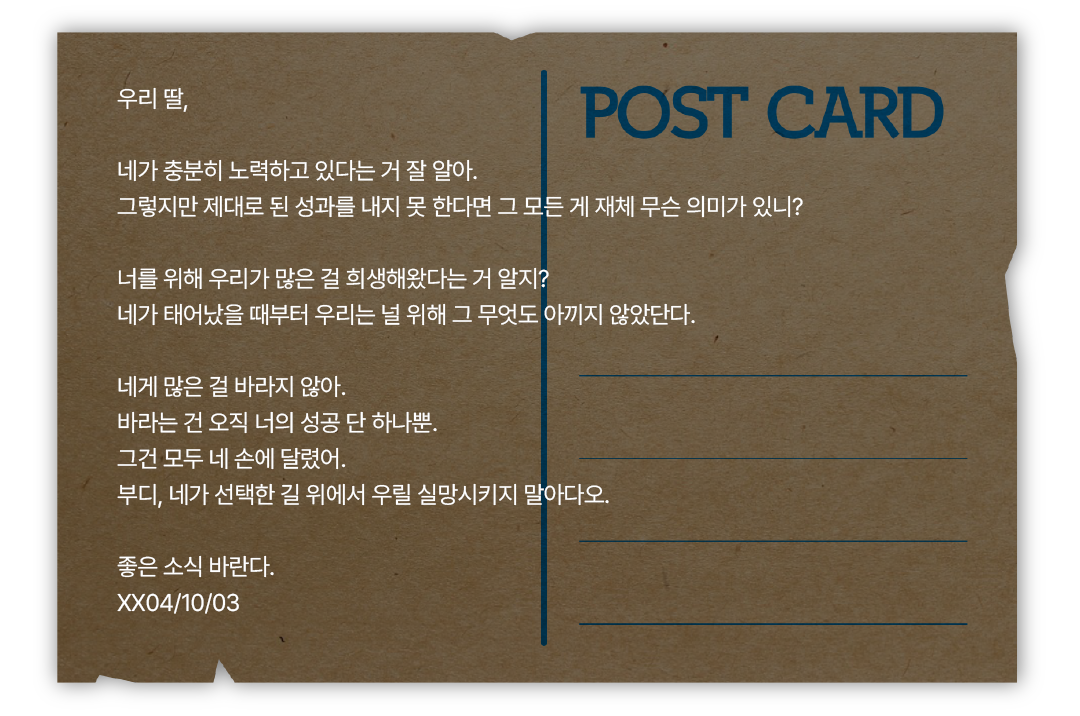 우리 딸,
POST CARD
네가 충분히 노력하고 있다는 거 잘 알아.
그렇지만 제대로 된 성과를 내지 못 한다면 그 모든 게 재체 무슨 의미가 있니?
너를 위해 우리가 많은 걸 희생해왔다는 거 알지?
네가 태어났을 때부터 우리는 널 위해 그 무엇도 아끼지 않았단다.
네게 많은 걸 바라지 않아.
바라는 건 오직 너의 성공 단 하나뿐.
그건 모두 네 손에 달렸어.
부디, 네가 선택한 길 위에서 우릴 실망시키지 말아다오.
좋은 소식 바란다.
XX04/10/03